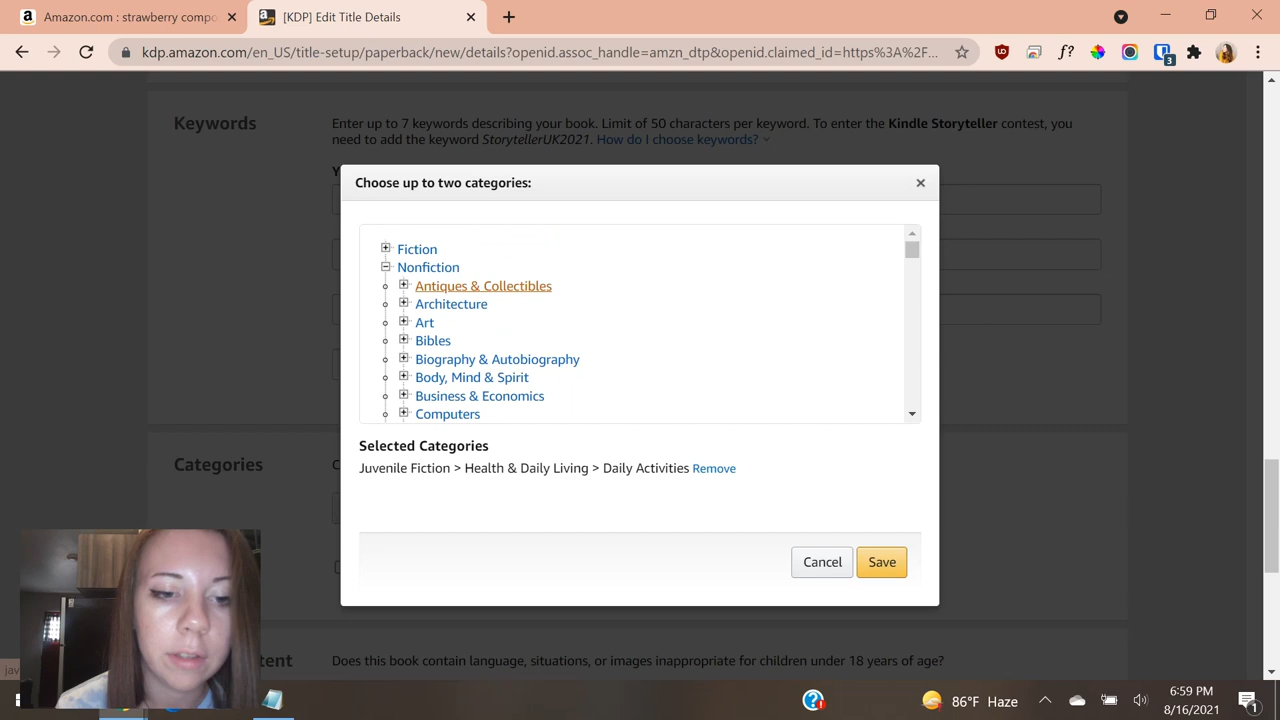 Amazon.com : strawberry compo
[KDP] Edit Title Details
kdp.amazon.com/en_US/title-setup/paperback/new/details?openid.assoc_handle=amzn_dtp&openid.claimed_id=https%3A%2F...
3
Keywords
Enter up to 7 keywords describing your book. Limit of 50 characters per keyword. To enter the Kindle Storyteller contest, you
need to add the keyword StorytellerUK2021. How do I choose keywords?
Choose up to two categories:
Fiction
Nonfiction
Antiques & Collectibles
Architecture
Art
Bibles
Biography & Autobiography
Body, Mind & Spirit
Business & Economics
Computers
Selected Categories
Juvenile Fiction > Health & Daily Living > Daily Activities Remove
Categories
Cancel
Save
Does this book contain language, situations, or images inappropriate for children under 18 years of age?
86°F Haze
6:59 PM
8/16/2021
1